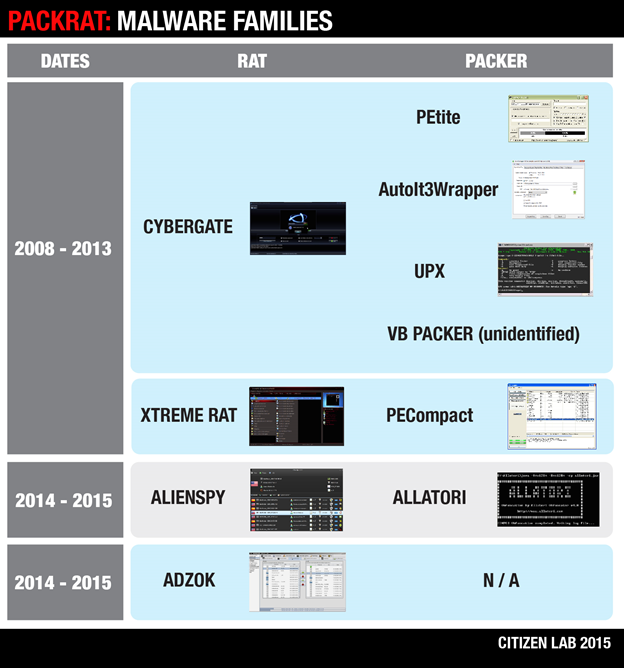 PACKRAT: MALWARE FAMILIES
DATES RAT PACKER
2008 - 2013
CYBERGATE
PEtite
AutoIt3Wrapper
UPX
VB PACKER (unidentified)
XTREME RAT PECompact
2014 - 2015 ALIENSPY ALLATORI
ALLATORI
2014 - 2015 ADZOK N / A
CITIZEN LAB 2015